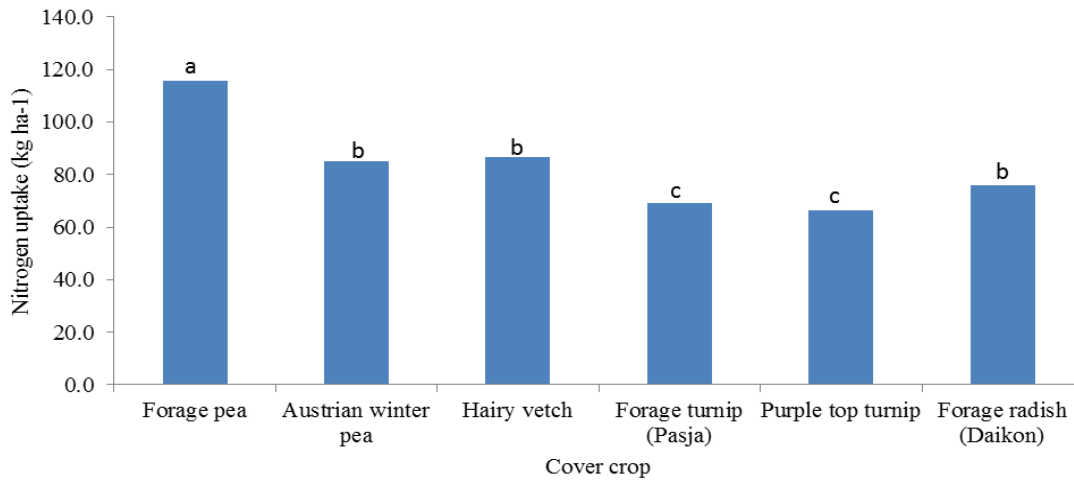 140.0
120.0
100.0
80.0
60.0
40.0
20.0
0.0
Nitrogen uptake (kg ha-1)
a
b
b
c
c
b
Forage pea
Austrian winter
pea
Hairy vetch
Forage turnip
(Pasja)
Purple top turnip
Forage radish
(Daikon)
Cover crop